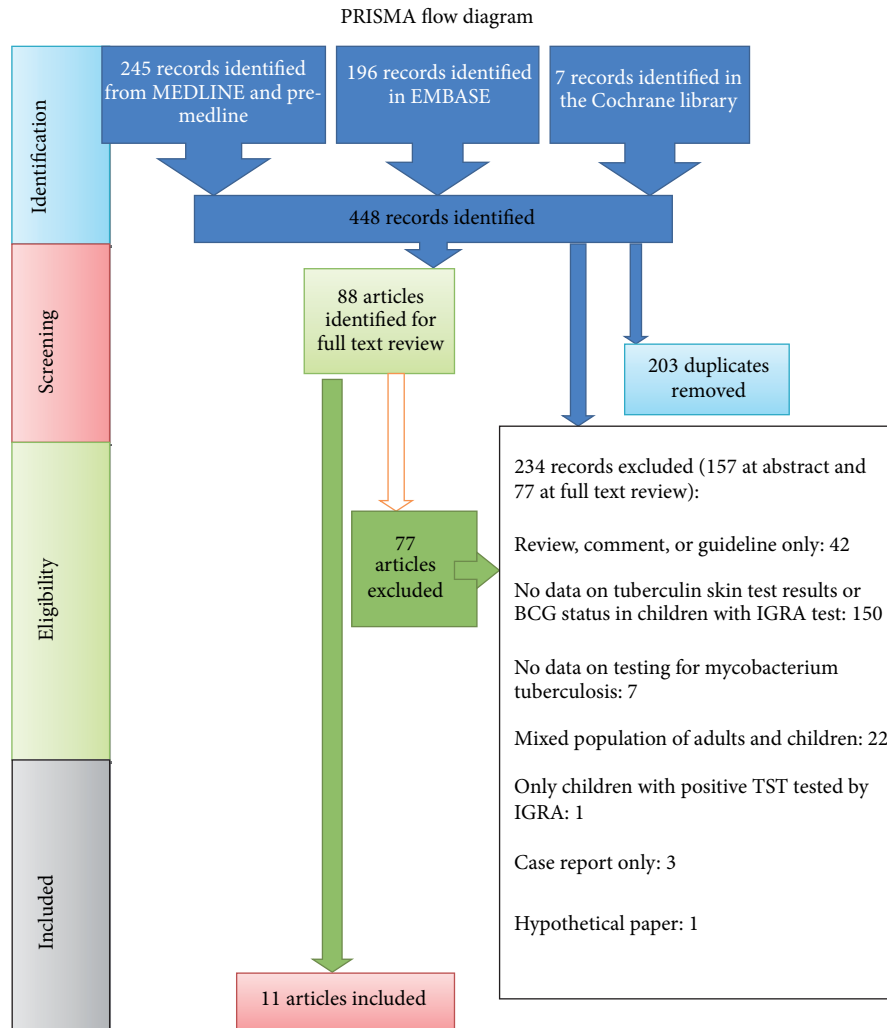 PRISMA flow diagram
245 records identified
from MEDLINE and pre-
medline
196 records identified
in EMBASE
7 records identified in
the Cochrane library
Identification
448 records identified
Screening
88 articles
identified for
full text review
203 duplicates
removed
Eligibility
77
articles
excluded
234 records excluded (157 at abstract and
77 at full text review):
Review, comment, or guideline only: 42
No data on tuberculin skin test results or
BCG status in children with IGRA test: 150
No data on testing for mycobacterium
tuberculosis: 7
Mixed population of adults and children: 22
Only children with positive TST tested by
IGRA: 1
Case report only: 3
Hypothetical paper: 1
Included
11 articles included